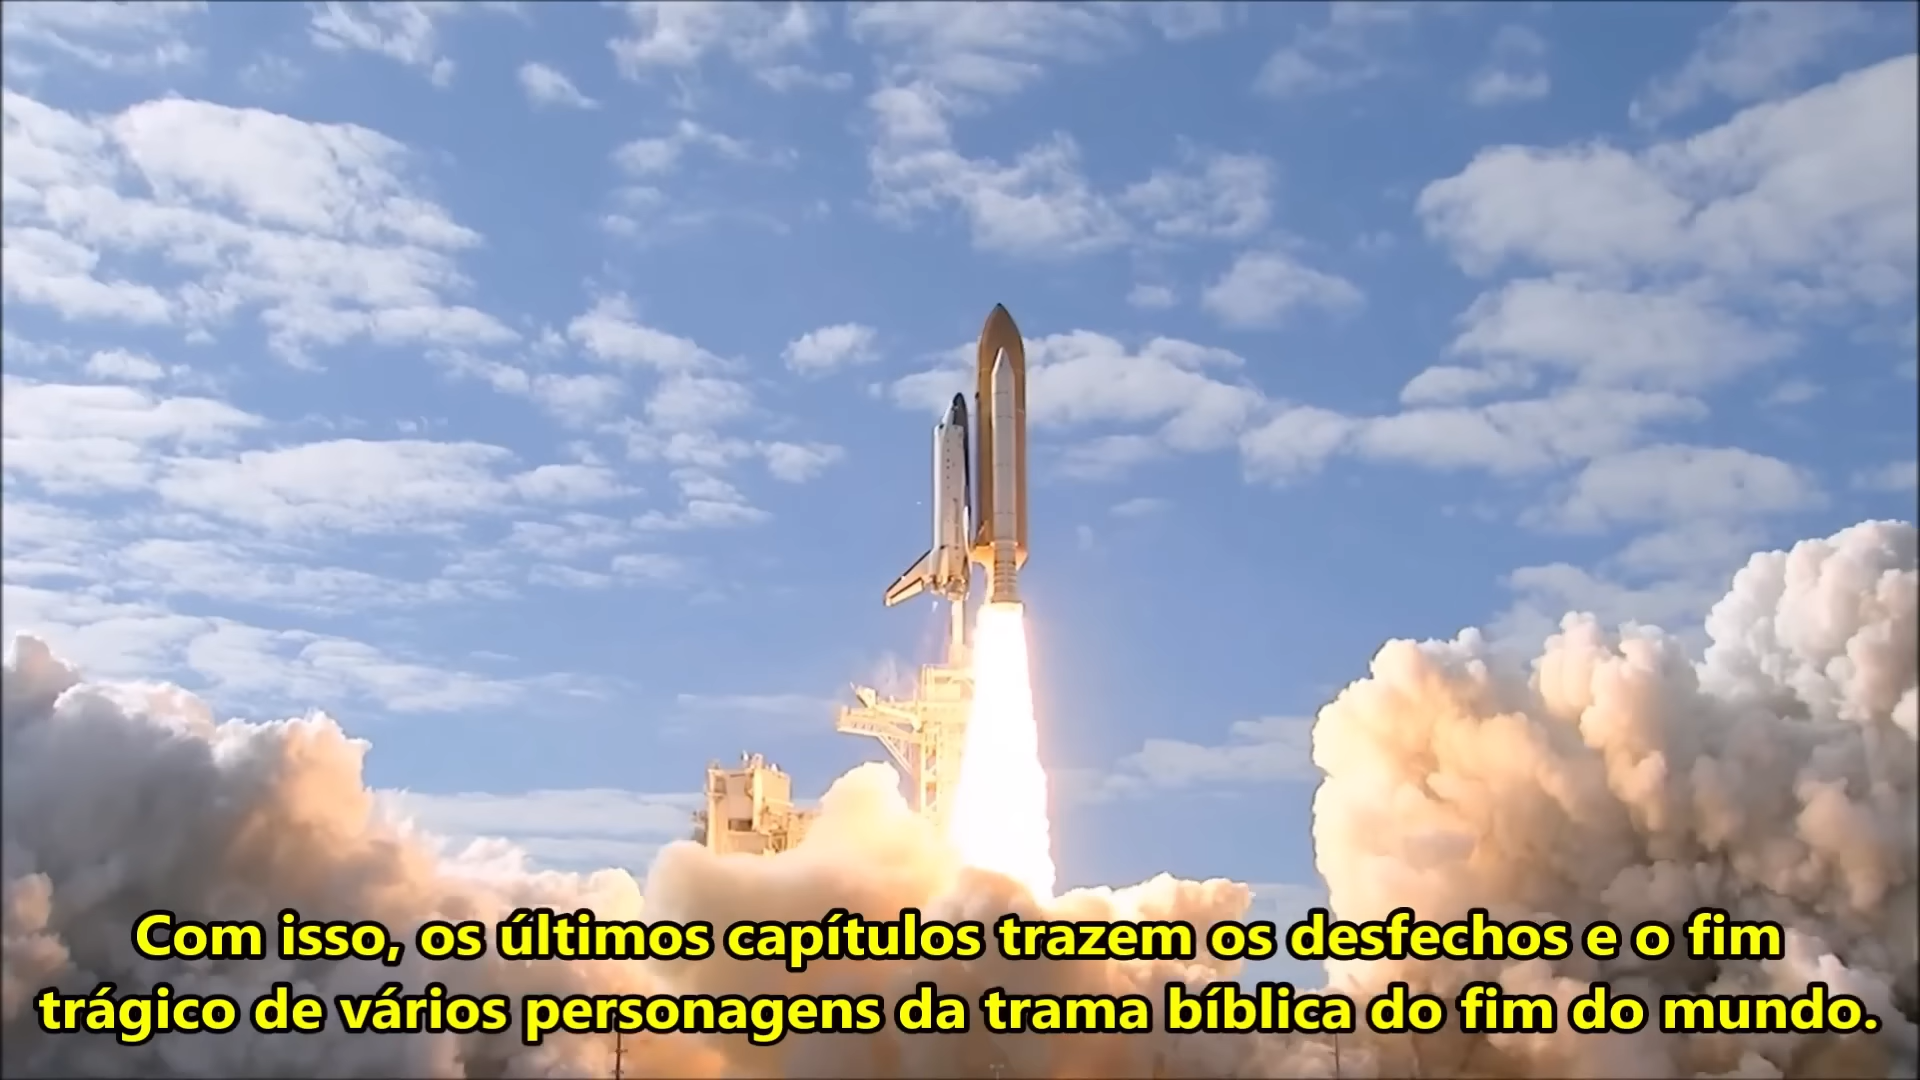 Com isso, os últimos capítulos trazem os desfechos e o fim
trágico de vários personagens da trama bíblica do fim do mundo.